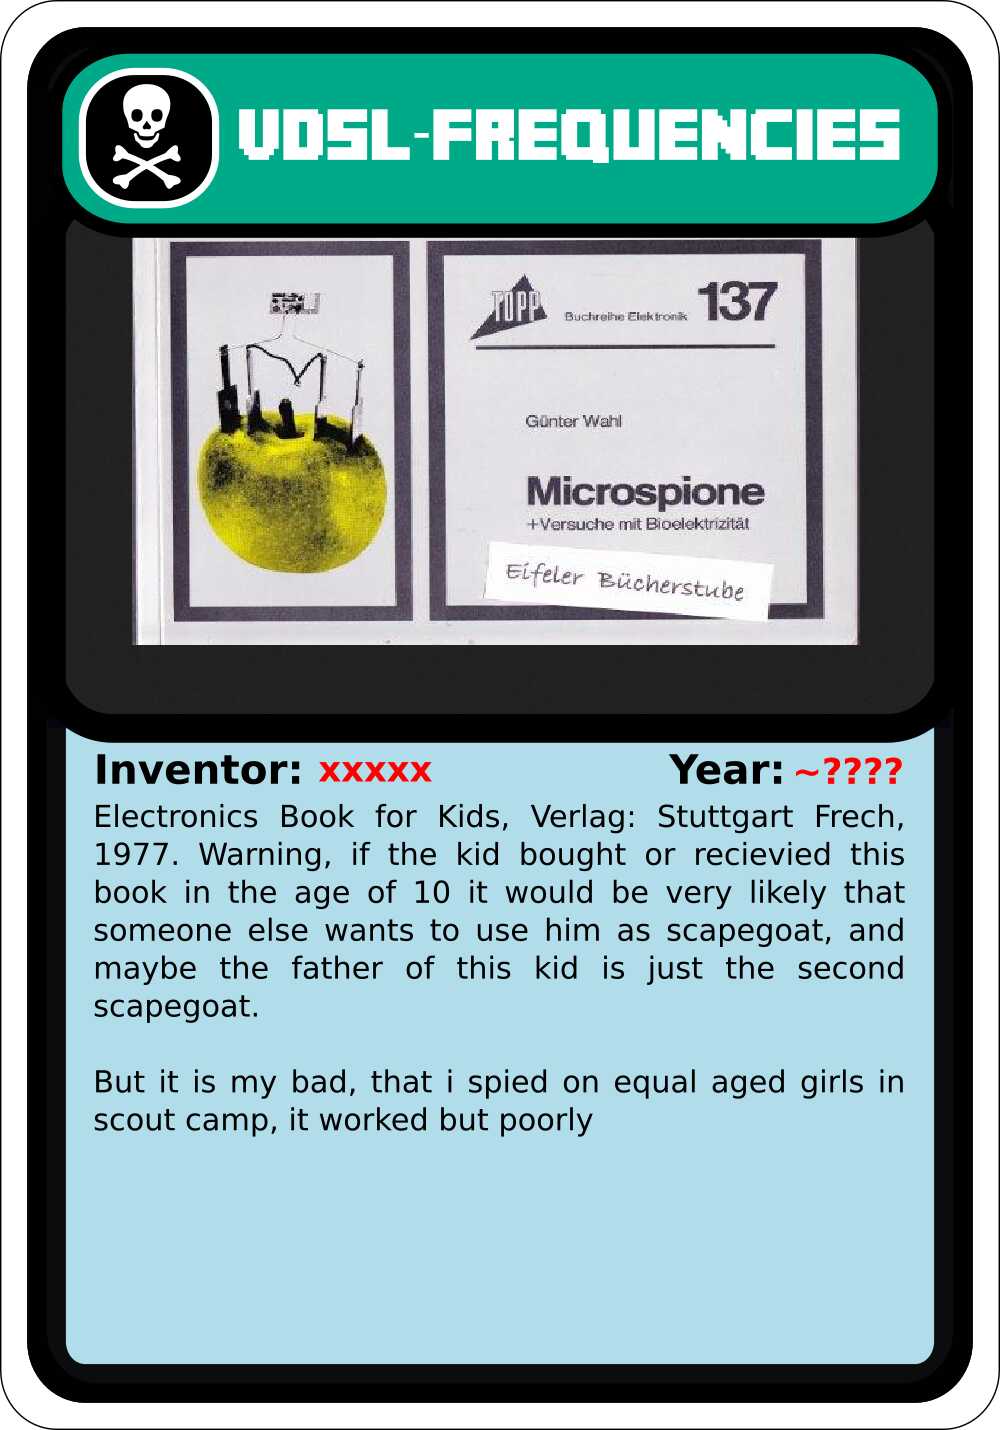 VDSL-FREQUENCIES
TOPP
Buchreihe Elektronik 137
Günter Wahl
Microspione
+Versuche mit Bioelektrizität
Eifeler Bücherstube
Inventor: xxxxx Year: ~????
Electronics Book for Kids, Verlag: Stuttgart Frech,
1977. Warning, if the kid bought or recievied this
book in the age of 10 it would be very likely that
someone else wants to use him as scapegoat, and
maybe the father of this kid is just the second
scapegoat.
But it is my bad, that i spied on equal aged girls in
scout camp, it worked but poorly